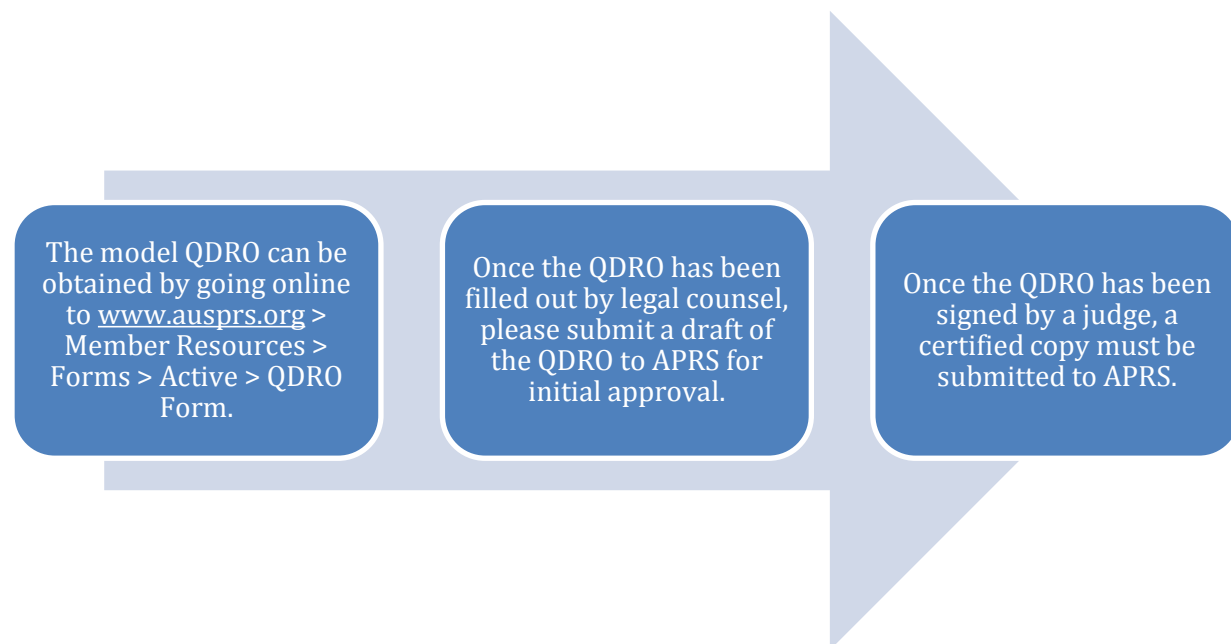 The model QDRO can be
obtained by going online
to www.ausprs.org >
Member Resources >
Forms > Active > QDRO
Form.
Once the QDRO has been
filled out by legal counsel,
please submit a draft of
the QDRO to APRS for
initial approval.
Once the QDRO has been
signed by a judge, a
certified copy must be
submitted to APRS.